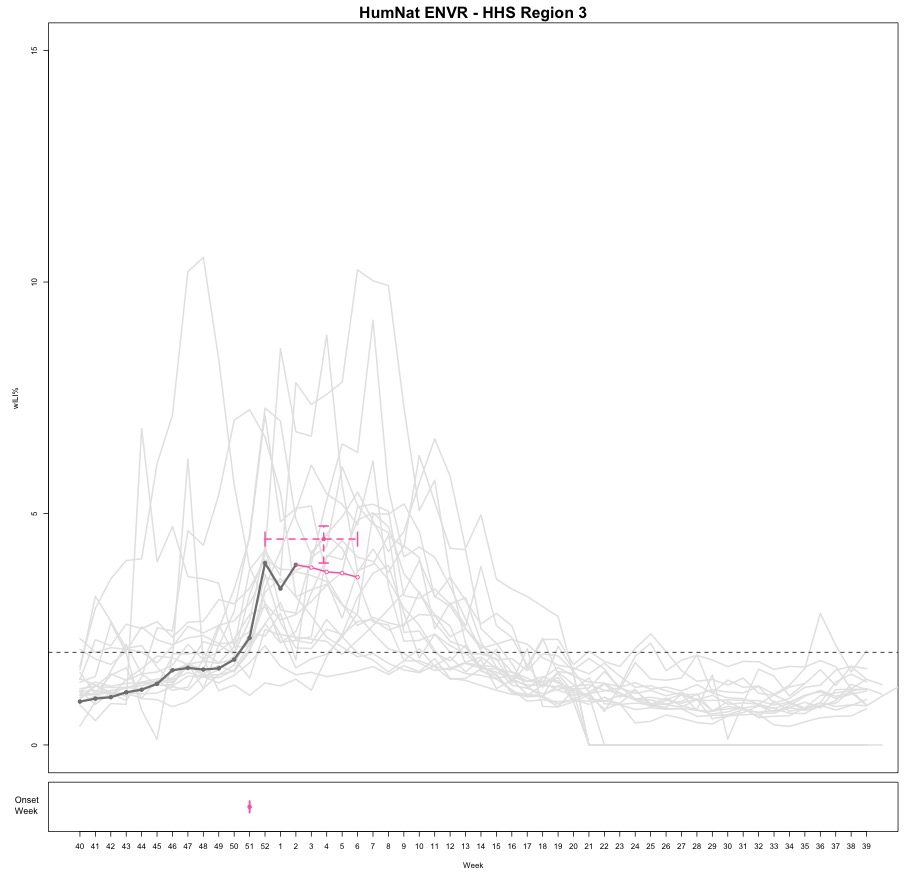 HumNat ENVR - HHS Region 3
15
10
5
0
wILI%
Onset
Week
40 41 42 43 44 45 46 47 48 49 50 51 52 1 2 3 4 5 6 7 8 9 10 11 12 13 14 15 16 17 18 19 20 21 22 23 24 25 26 27 28 29 30 31 32 33 34 35 36 37 38 39
Week